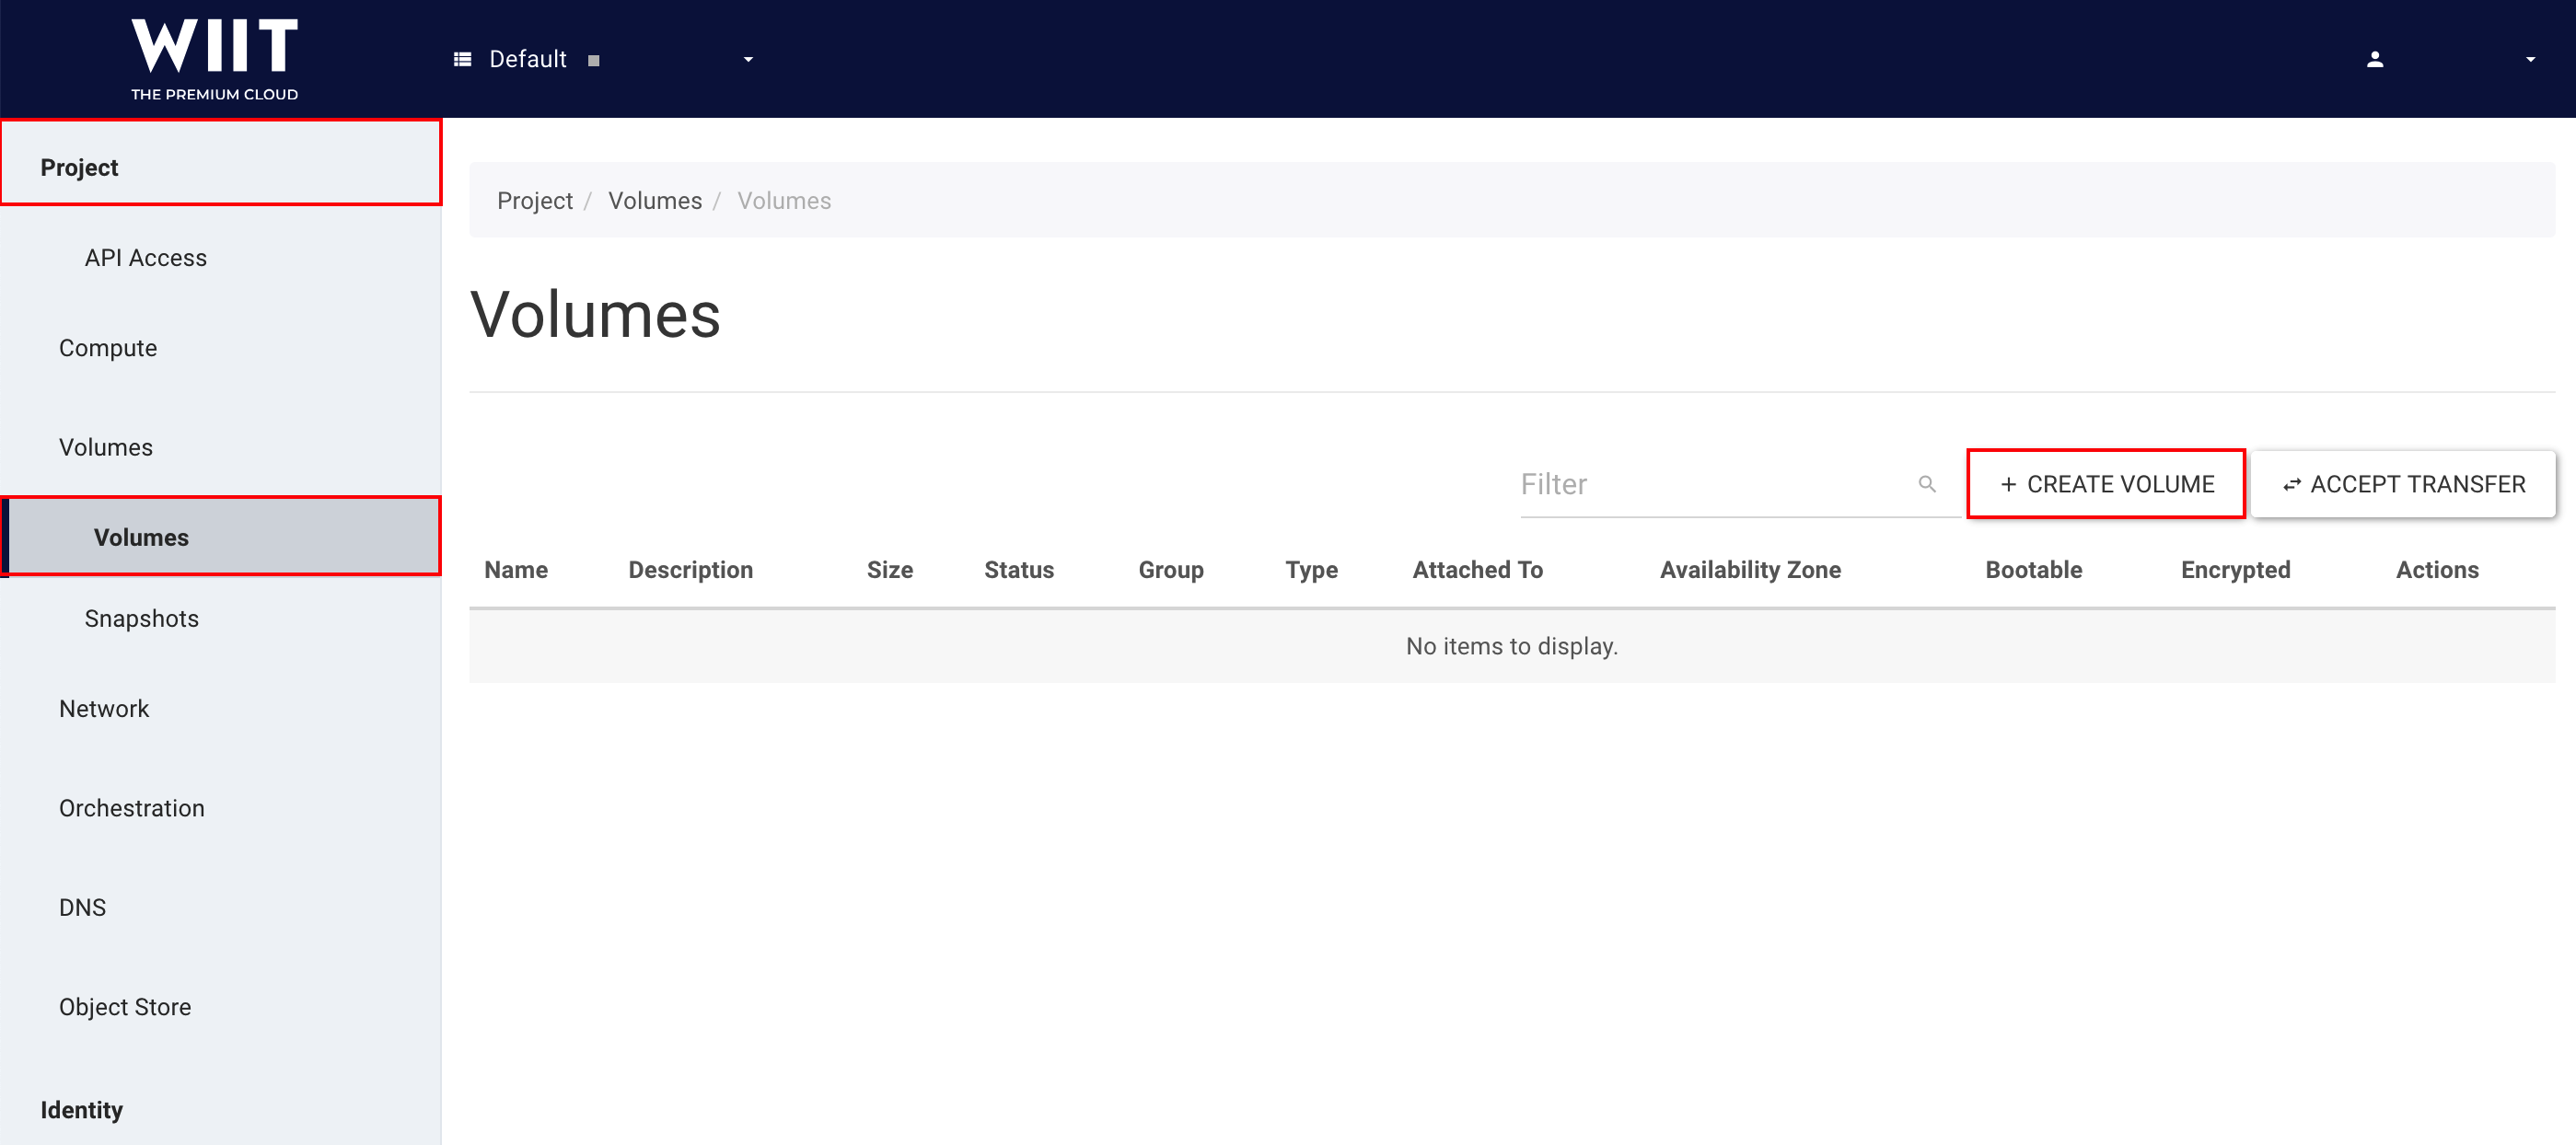 WIIT
THE PREMIUM CLOUD
Default
Project
API Access
Compute
Volumes
Volumes
Snapshots
Network
Orchestration
DNS
Object Store
Identity
Project / Volumes / Volumes
Volumes
Filter
+ CREATE VOLUME
ACCEPT TRANSFER
Name Description Size Status Group Type Attached To Availability Zone Bootable Encrypted Actions
No items to display.